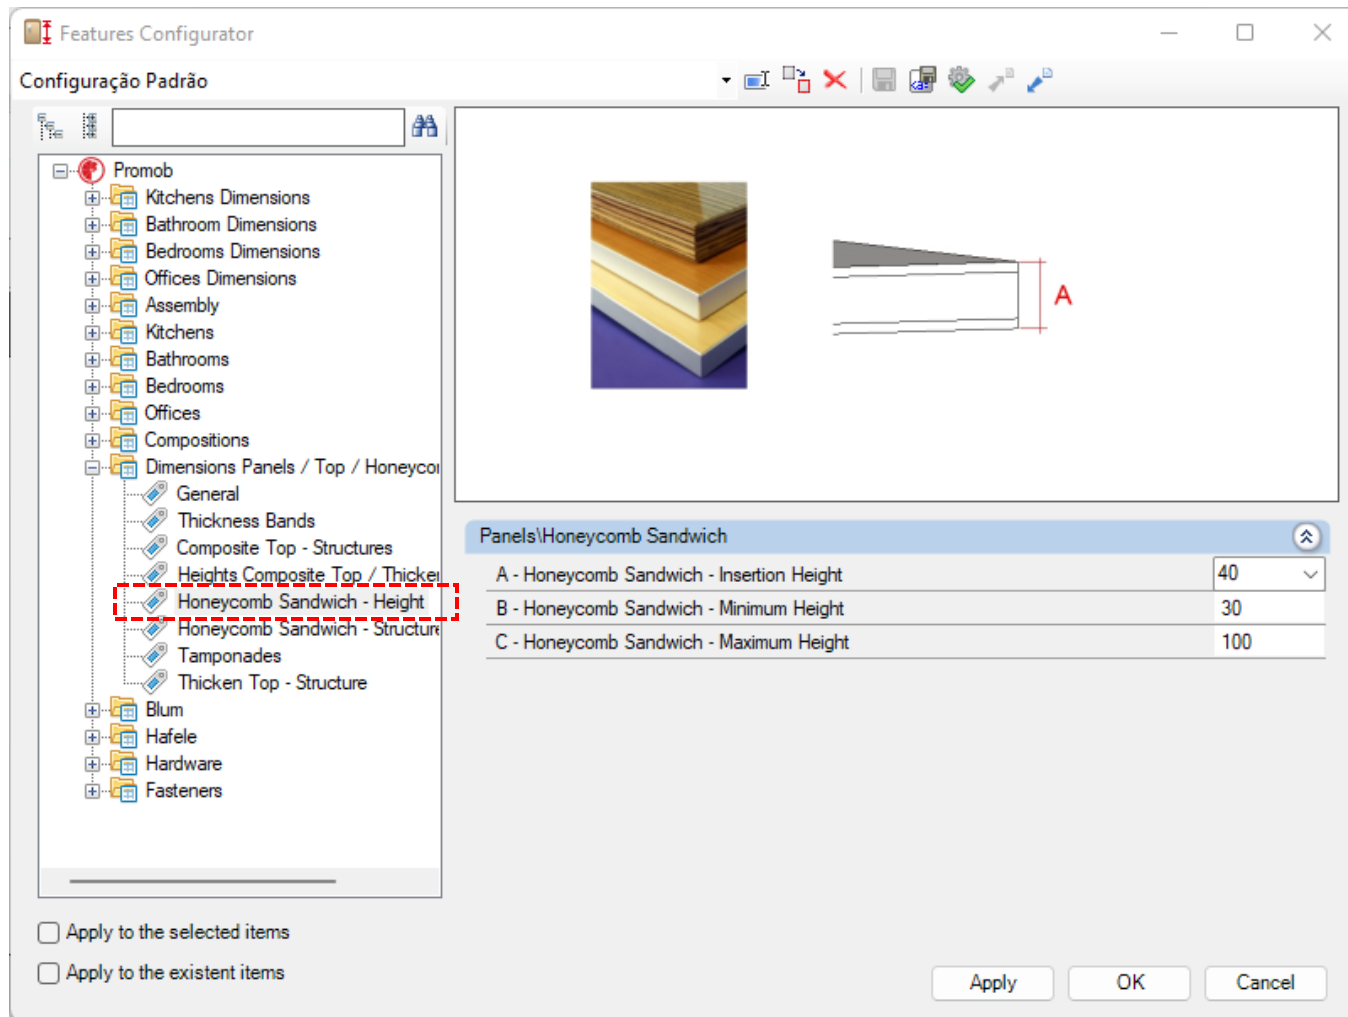 Features Configurator
Configuração Padrão
Promob
Kitchens Dimensions
Bathroom Dimensions
Bedrooms Dimensions
Offices Dimensions
Assembly
Kitchens
Bathrooms
Bedrooms
Offices
Compositions
Dimensions Panels / Top / Honeycor
General
Thickness Bands
Composite Top - Structures
Heights Composite Top / Thicker
Honeycomb Sandwich - Height
Honeycomb Sandwich - Structure
Tamponades
Thicken Top - Structure
Blum
Hafele
Hardware
Fasteners
Apply to the selected items
Apply to the existent items
A
Panels\Honeycomb Sandwich
A - Honeycomb Sandwich - Insertion Height 40
B - Honeycomb Sandwich - Minimum Height 30
C - Honeycomb Sandwich - Maximum Height 100
Apply OK Cancel